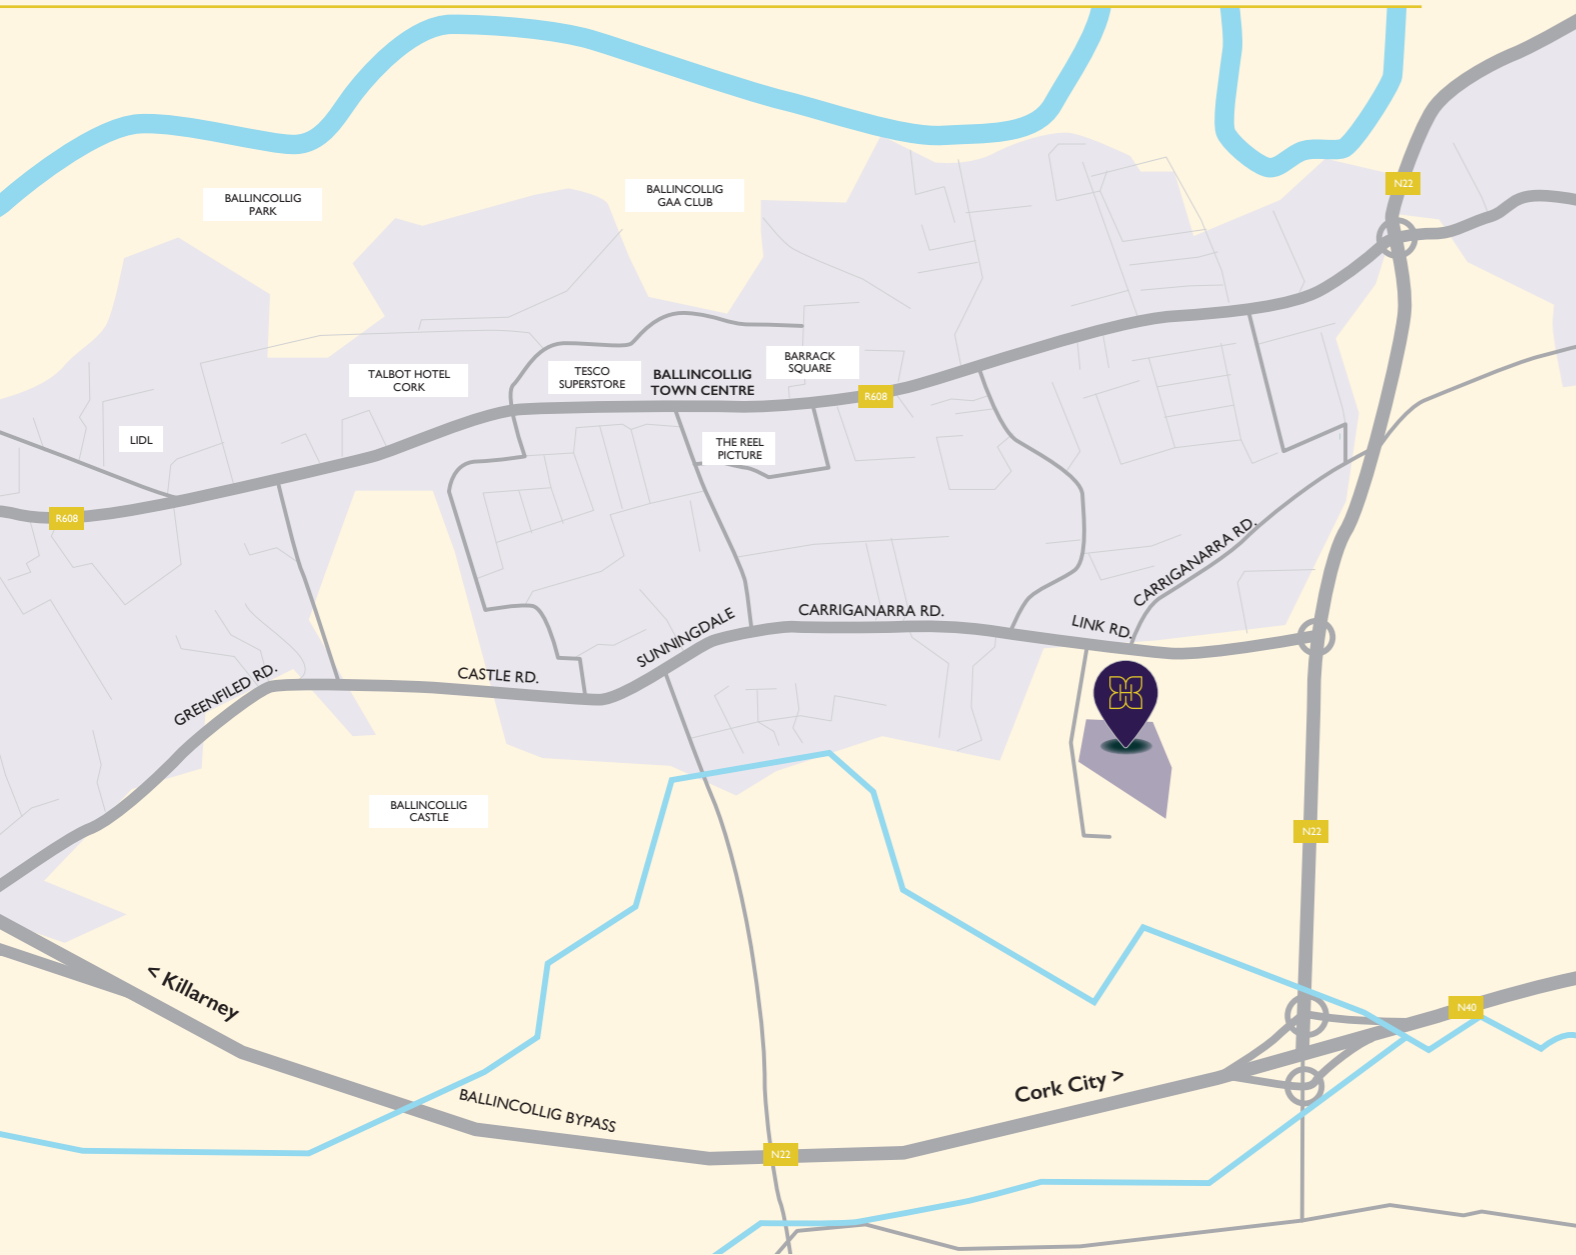 N22
BALLINCOLLIG
PARK
BALLINCOLLIG
GAA CLUB
TALBOT HOTEL
CORK
TESCO
SUPERSTORE
BALLINCOLLIG
TOWN CENTRE
BARRACK
SQUARE
R608
LIDL
THE REEL
PICTURE
R608
CARRIGANARRA RD.
CARRIGANARRA RD.
LINK RD.
SUNNINGDALE
CASTLE RD.
GREENFILED RD.
BALLINCOLLIG
CASTLE
N22
< Killarney
N40
Cork City >
BALLINCOLLIG BYPASS
N22